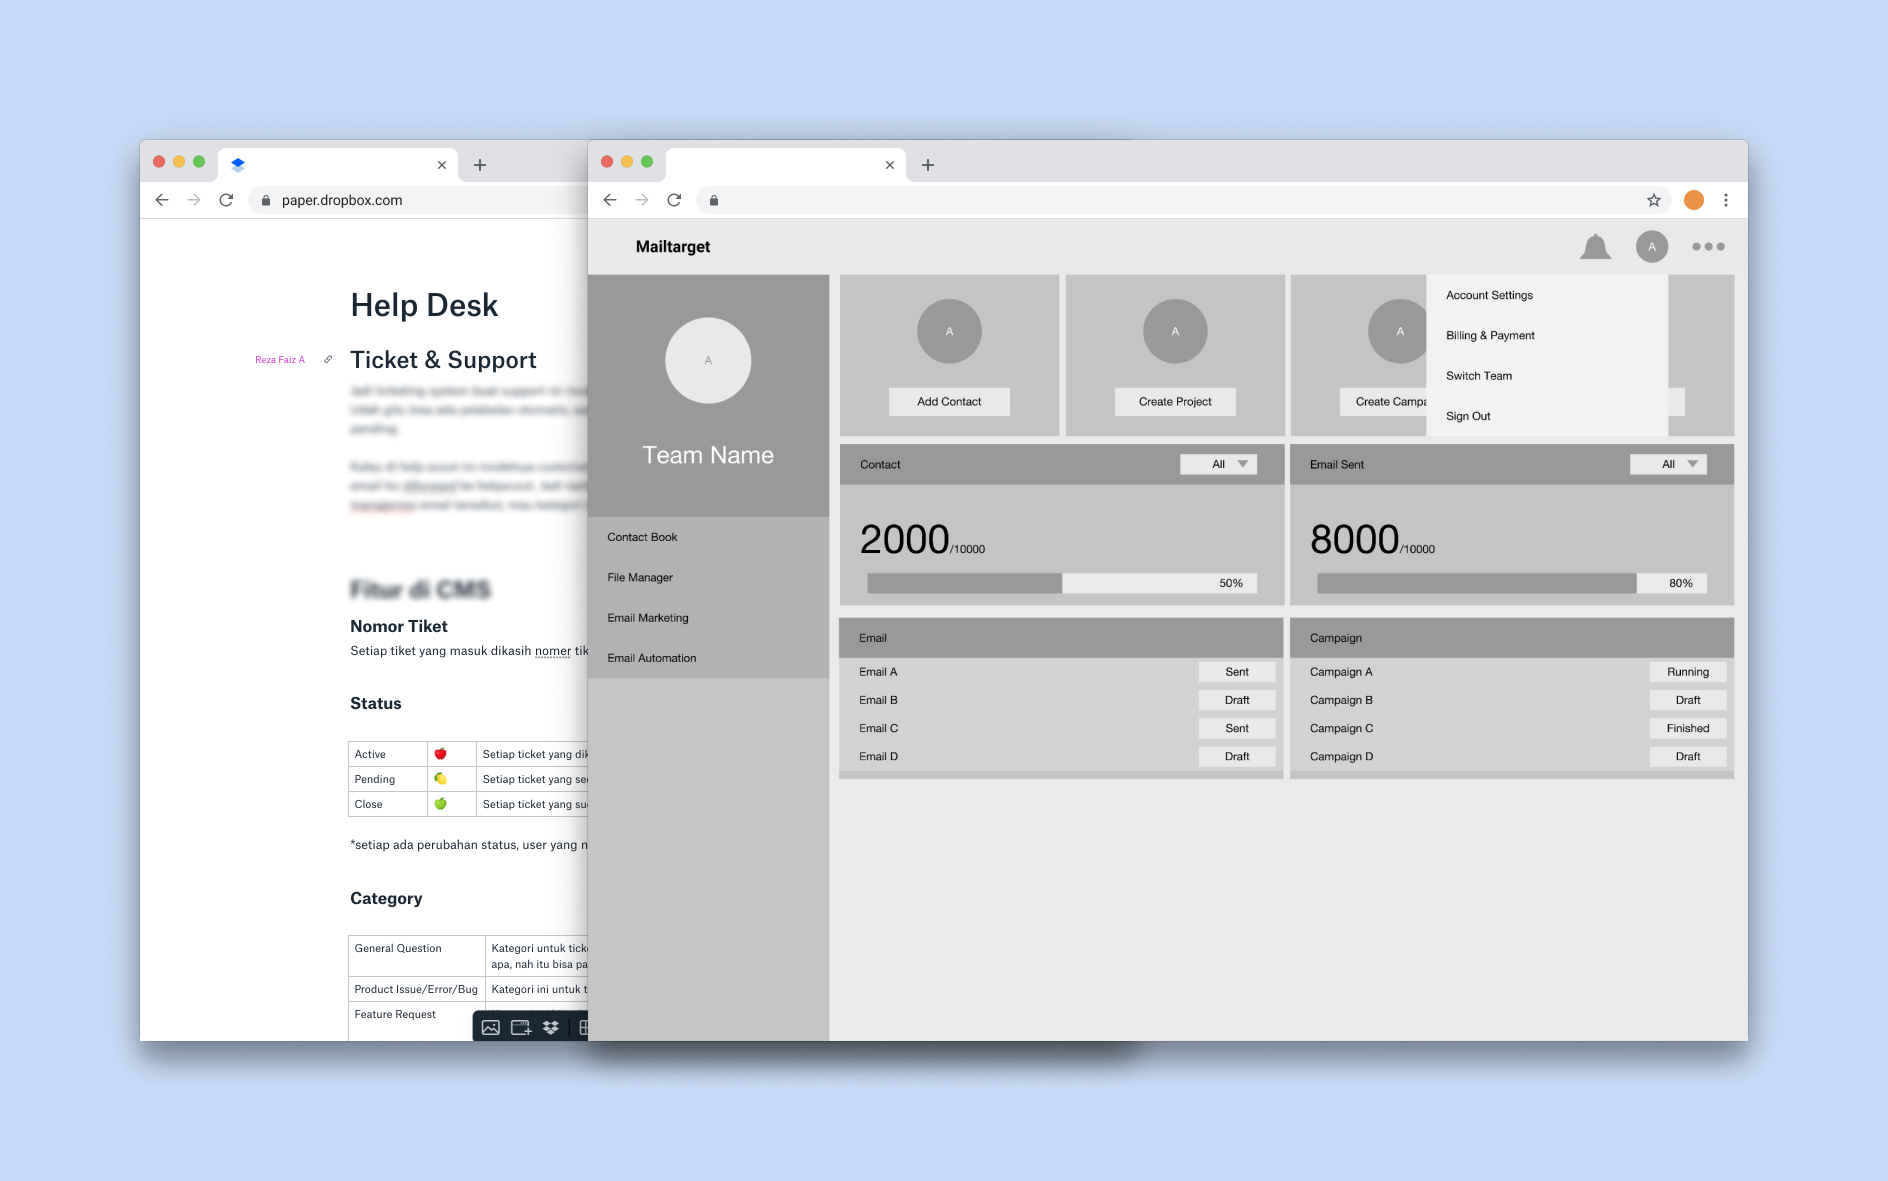 paper.dropbox.com
Help Desk
Reza Faiz A
Ticket & Support
Fitur di CMS
Nomor Tiket
Setiap tiket yang masuk dikasih nomer tik
Status
Active Setiap ticket yang dik
Pending Setiap ticket yang sed
Close Setiap ticket yang su
*setiap ada perubahan status, user yang n
Category
General Question Kategori untuk tick
apa, nah itu bisa pa
Product Issue/Error/Bug Kategori ini untuk t
Feature Request
Mailtarget
A
A
Team Name
Contact Book
File Manager
Email Marketing
Email Automation
A
Add Contact
A
Create Project
A
Create Campa
Account Settings
Billing & Payment
Switch Team
Sign Out
Contact All
2000/10000
50%
Email Sent All
8000/10000
80%
Email
Email A Sent
Email B Draft
Email C Sent
Email D Draft
Campaign
Campaign A Running
Campaign B Draft
Campaign C Finished
Campaign D Draft